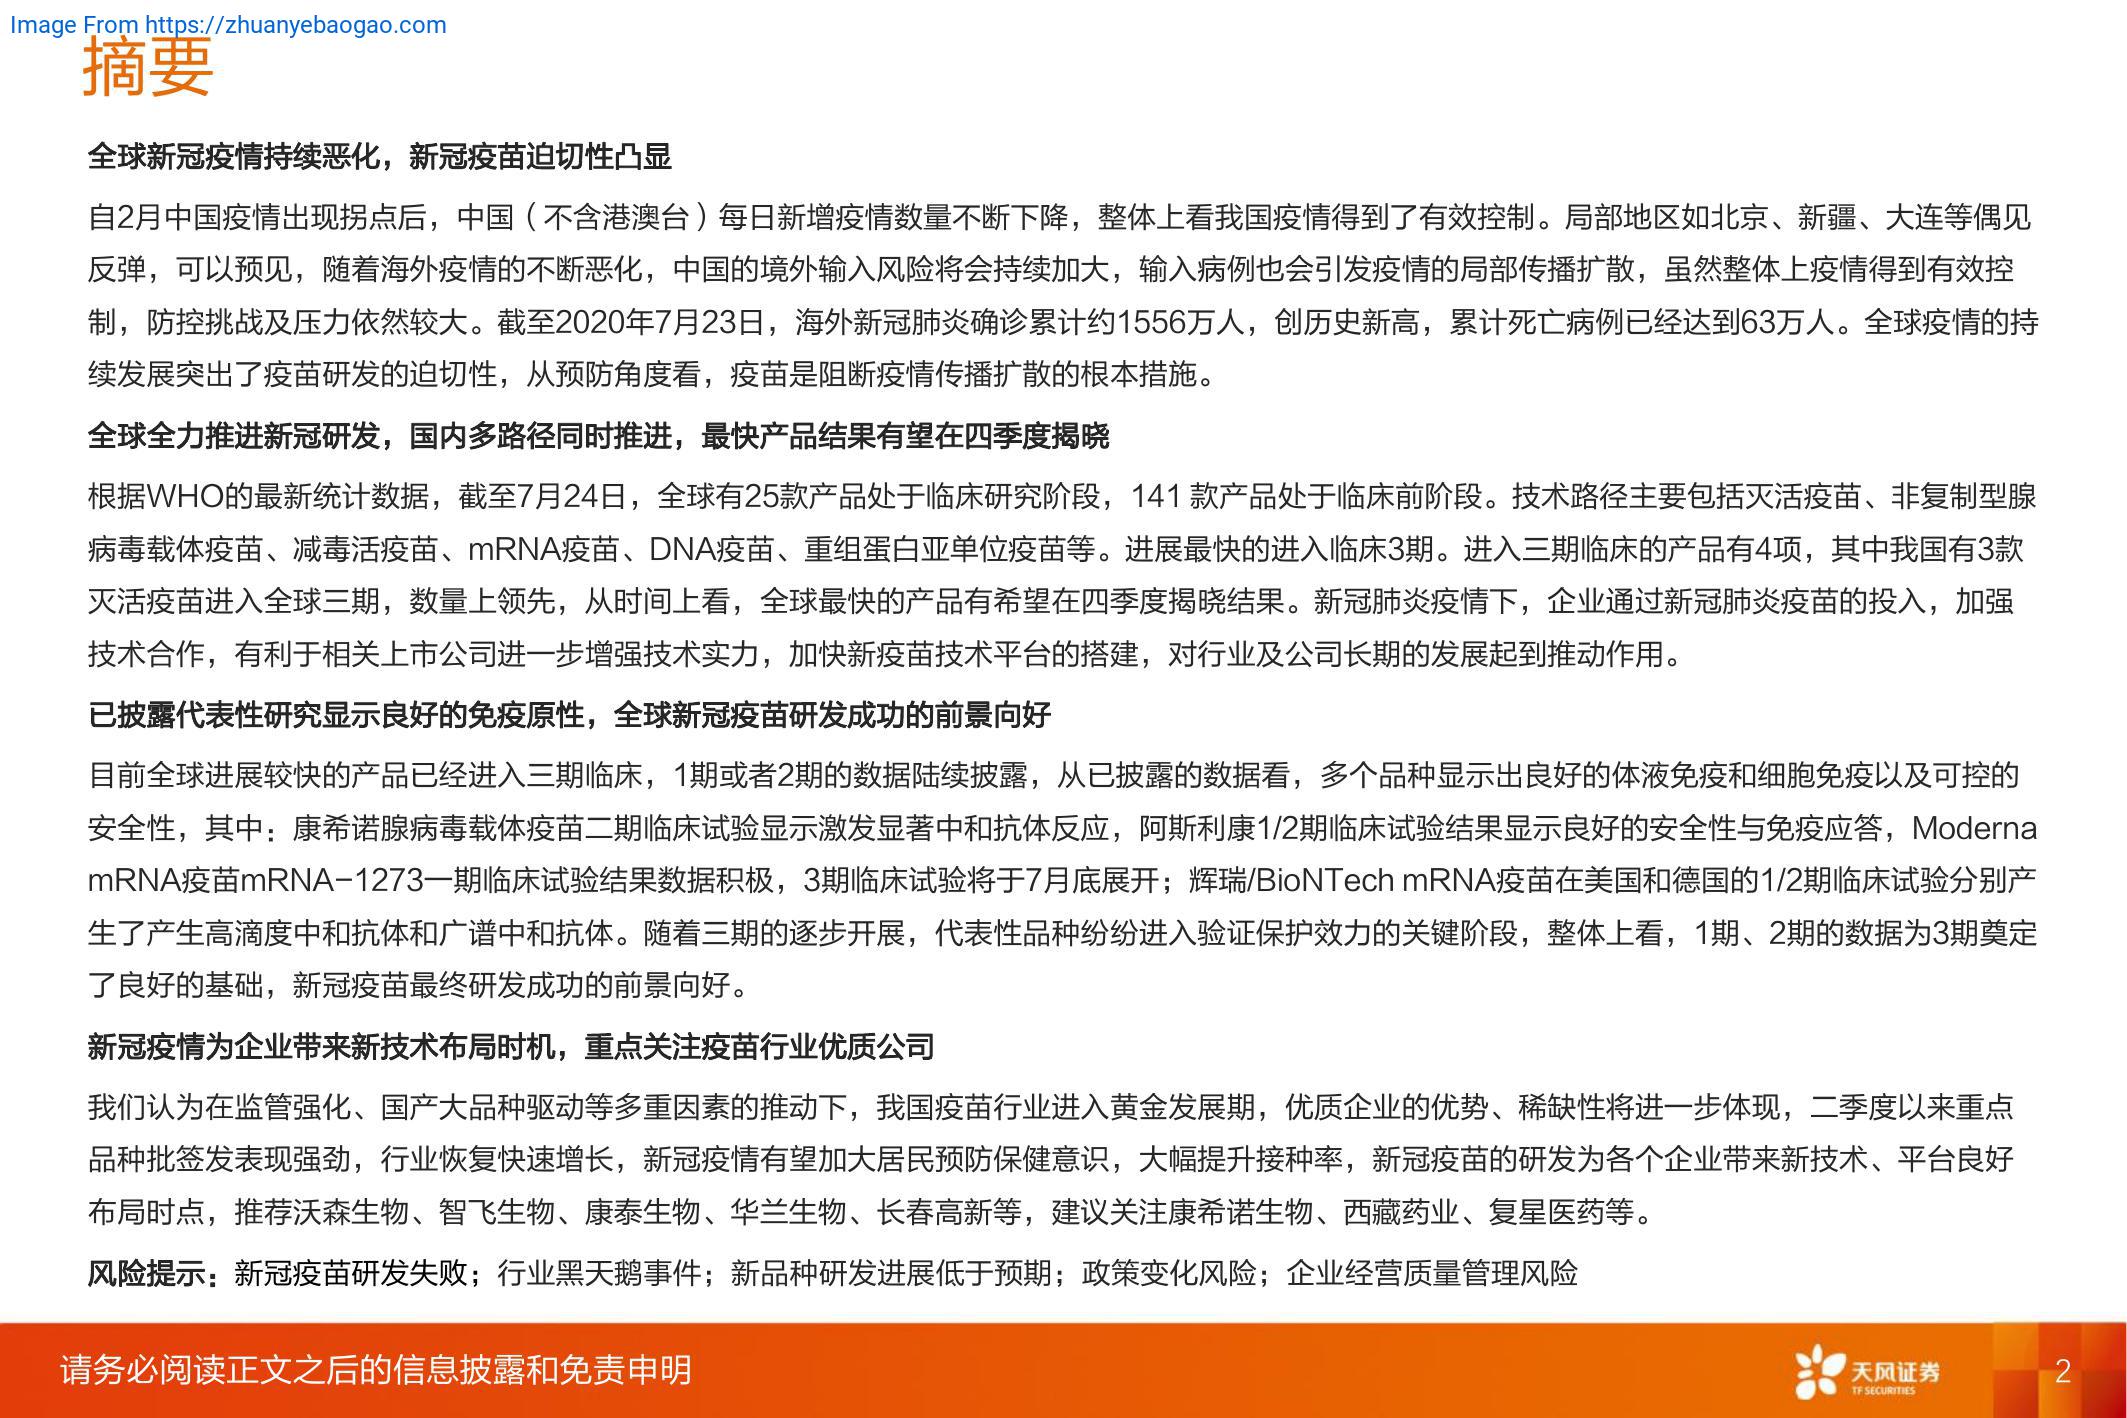 Image From https://zhuanyebaogao.com
摘要
全球新冠疫情持续恶化，新冠疫苗迫切性凸显
自2月中国疫情出现拐点后，中国（不含港澳台）每日新增疫情数量不断下降，整体上看我国疫情得到了有效控制。局部地区如北京、新疆、大连等偶见
反弹，可以预见，随着海外疫情的不断恶化，中国的境外输入风险将会持续加大，输入病例也会引发疫情的局部传播扩散，虽然整体上疫情得到有效控
制，防控挑战及压力依然较大。截至2020年7月23日，海外新冠肺炎确诊累计约1556万人，创历史新高，累计死亡病例已经达到63万人。全球疫情的持
续发展突出了疫苗研发的迫切性，从预防角度看，疫苗是阻断疫情传播扩散的根本措施。
全球全力推进新冠研发，国内多路径同时推进，最快产品结果有望在四季度揭晓
根据WHO的最新统计数据，截至7月24日，全球有25款产品处于临床研究阶段，141 款产品处于临床前阶段。技术路径主要包括灭活疫苗、非复制型腺
病毒载体疫苗、减毒活疫苗、mRNA疫苗、DNA疫苗、重组蛋白亚单位疫苗等。进展最快的进入临床3期。进入三期临床的产品有4项，其中我国有3款
灭活疫苗进入全球三期，数量上领先，从时间上看，全球最快的产品有希望在四季度揭晓结果。新冠肺炎疫情下，企业通过新冠肺炎疫苗的投入，加强
技术合作，有利于相关上市公司进一步增强技术实力，加快新疫苗技术平台的搭建，对行业及公司长期的发展起到推动作用。
已披露代表性研究显示良好的免疫原性，全球新冠疫苗研发成功的前景向好
目前全球进展较快的产品已经进入三期临床，1期或者2期的数据陆续披露，从已披露的数据看，多个品种显示出良好的体液免疫和细胞免疫以及可控的
安全性，其中：康希诺腺病毒载体疫苗二期临床试验显示激发显著中和抗体反应，阿斯利康1/2期临床试验结果显示良好的安全性与免疫应答，Moderna
mRNA疫苗mRNA-1273一期临床试验结果数据积极，3期临床试验将于7月底展开；辉瑞/BioNTech mRNA疫苗在美国和德国的1/2期临床试验分别产
生了产生高滴度中和抗体和广谱中和抗体。随着三期的逐步开展，代表性品种纷纷进入验证保护效力的关键阶段，整体上看，1期、2期的数据为3期奠定
了良好的基础，新冠疫苗最终研发成功的前景向好。
新冠疫情为企业带来新技术布局时机，重点关注疫苗行业优质公司
我们认为在监管强化、国产大品种驱动等多重因素的推动下，我国疫苗行业进入黄金发展期，优质企业的优势、稀缺性将进一步体现，二季度以来重点
品种批签发表现强劲，行业恢复快速增长，新冠疫情有望加大居民预防保健意识，大幅提升接种率，新冠疫苗的研发为各个企业带来新技术、平台良好
布局时点，推荐沃森生物、智飞生物、康泰生物、华兰生物、长春高新等，建议关注康希诺生物、西藏药业、复星医药等。
风险提示：新冠疫苗研发失败；行业黑天鹅事件；新品种研发进展低于预期；政策变化风险；企业经营质量管理风险
请务必阅读正文之后的信息披露和免责申明
天风证券
TF SECURITIES
2